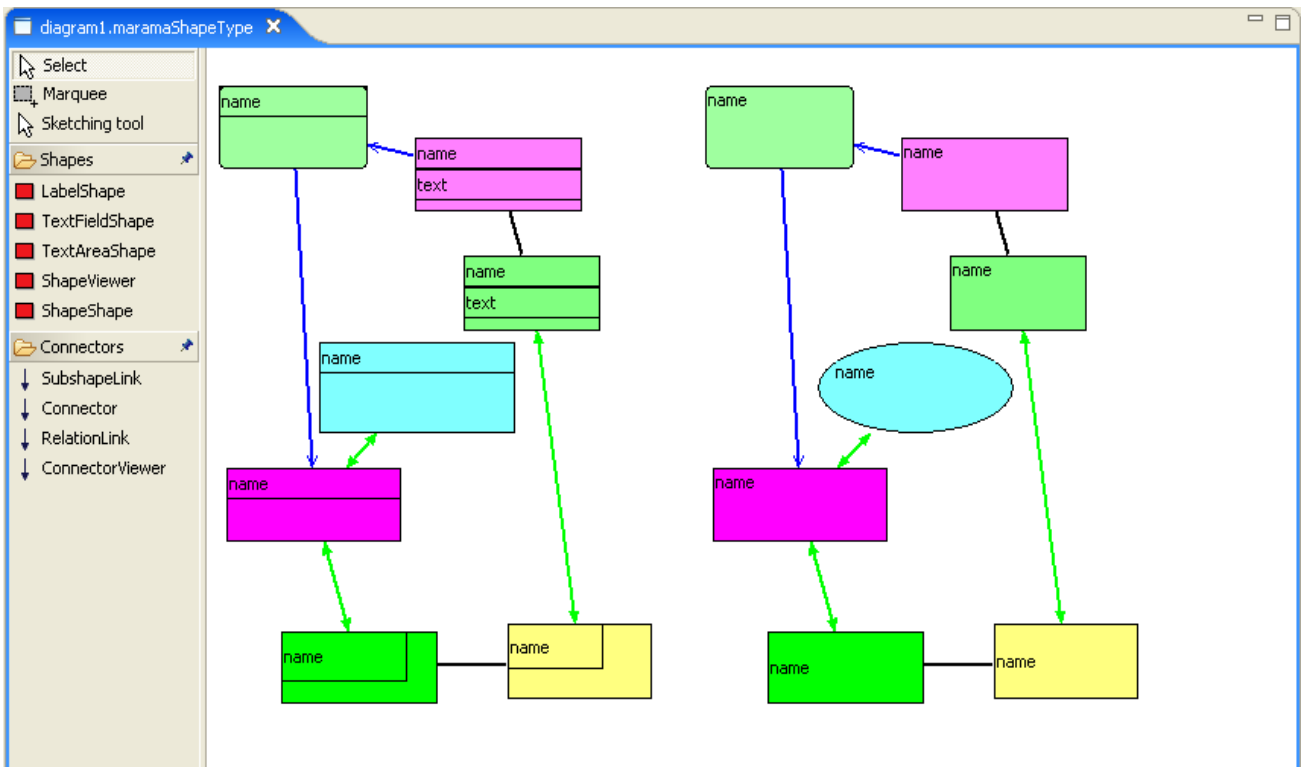 diagram1.maramaShapeType
Select
Marquee
Sketching tool
Shapes
LabelShape
TextFieldShape
TextAreaShape
ShapeViewer
ShapeShape
Connectors
SubshapeLink
Connector
RelationLink
ConnectorViewer
name
name
text
name
text
name
name
name
name
name
name
name
name
name
name
name